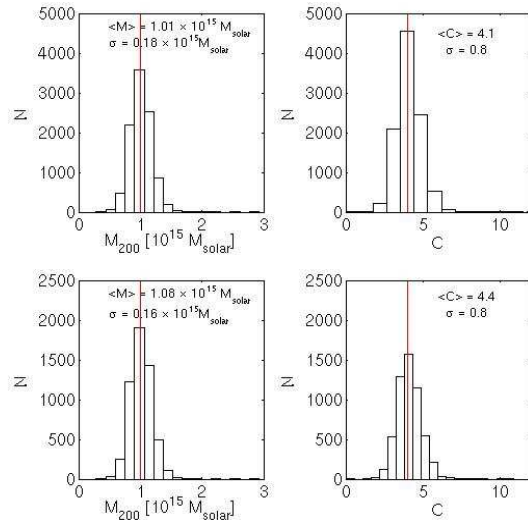 5000
4000
3000
2000
1000
0
N
<M> = 1.01 × 10^15 M_solar
σ = 0.18 × 10^15 M_solar
0 1 2 3
M_200 [10^15 M_solar]
5000
4000
3000
2000
1000
0
N
<C> = 4.1
σ = 0.8
0 5 10
C
2500
2000
1500
1000
500
0
N
<M> = 1.08 × 10^15 M_solar
σ = 0.16 × 10^15 M_solar
0 1 2 3
M_200 [10^15 M_solar]
2500
2000
1500
1000
500
0
N
<C> = 4.4
σ = 0.8
0 5 10
C